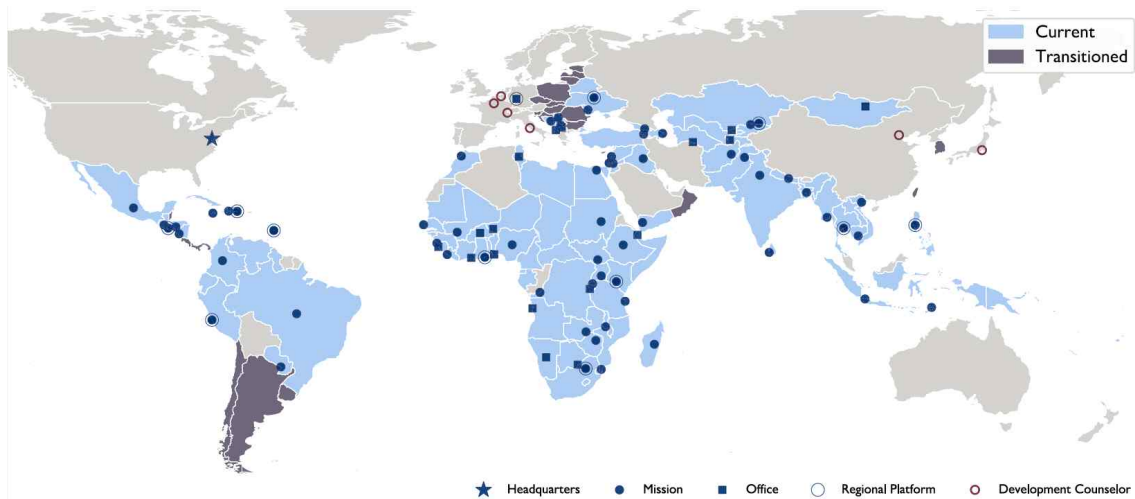 Current
Transitioned
Headquarters Mission Office Regional Platform Development Counselor